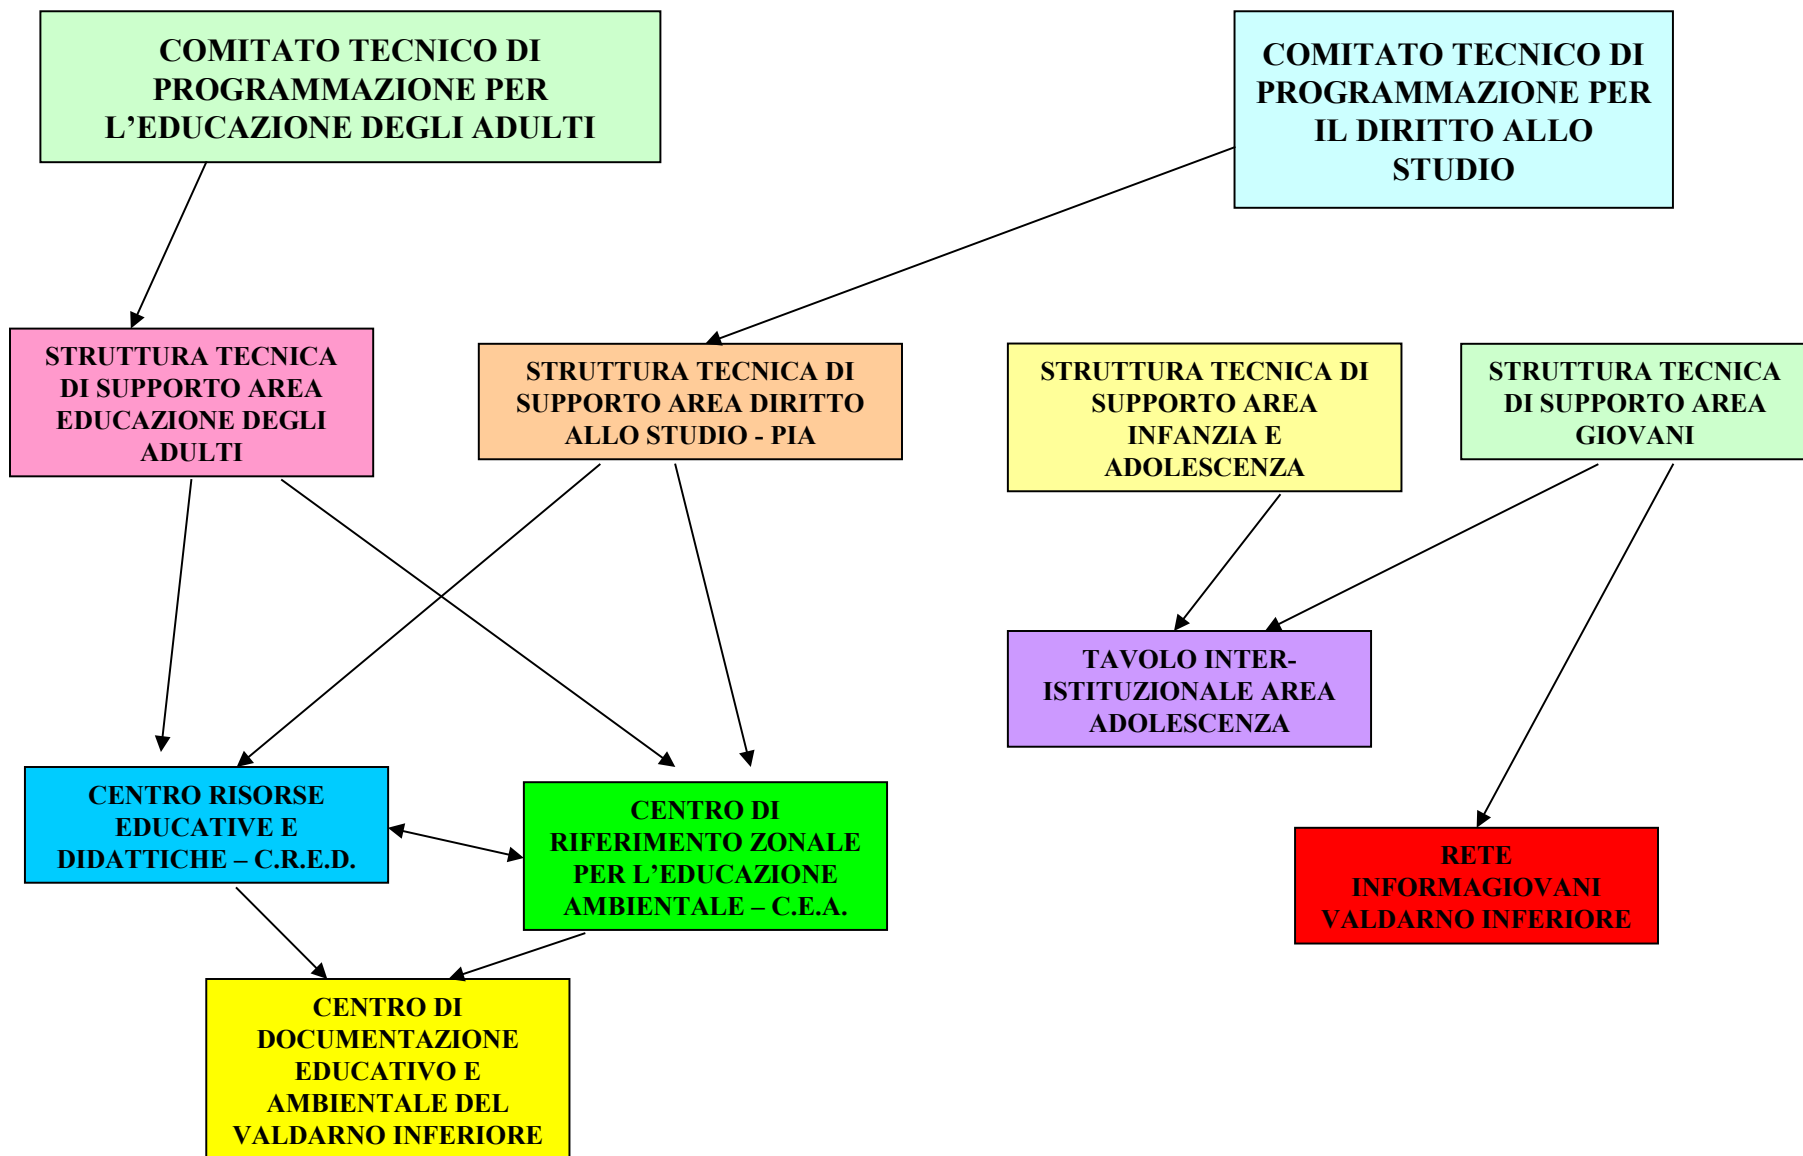 COMITATO TECNICO DI
PROGRAMMAZIONE PER
L’EDUCAZIONE DEGLI ADULTI
COMITATO TECNICO DI
PROGRAMMAZIONE PER
IL DIRITTO ALLO
STUDIO
STRUTTURA TECNICA
DI SUPPORTO AREA
EDUCAZIONE DEGLI
ADULTI
STRUTTURA TECNICA DI
SUPPORTO AREA DIRITTO
ALLO STUDIO - PIA
STRUTTURA TECNICA DI
SUPPORTO AREA
INFANZIA E
ADOLESCENZA
STRUTTURA TECNICA
DI SUPPORTO AREA
GIOVANI
TAVOLO INTER-
ISTITUZIONALE AREA
ADOLESCENZA
CENTRO RISORSE
EDUCATIVE E
DIDATTICHE – C.R.E.D.
CENTRO DI
RIFERIMENTO ZONALE
PER L’EDUCAZIONE
AMBIENTALE – C.E.A.
RETE
INFORMAGIOVANI
VALDARNO INFERIORE
CENTRO DI
DOCUMENTAZIONE
EDUCATIVO E
AMBIENTALE DEL
VALDARNO INFERIORE